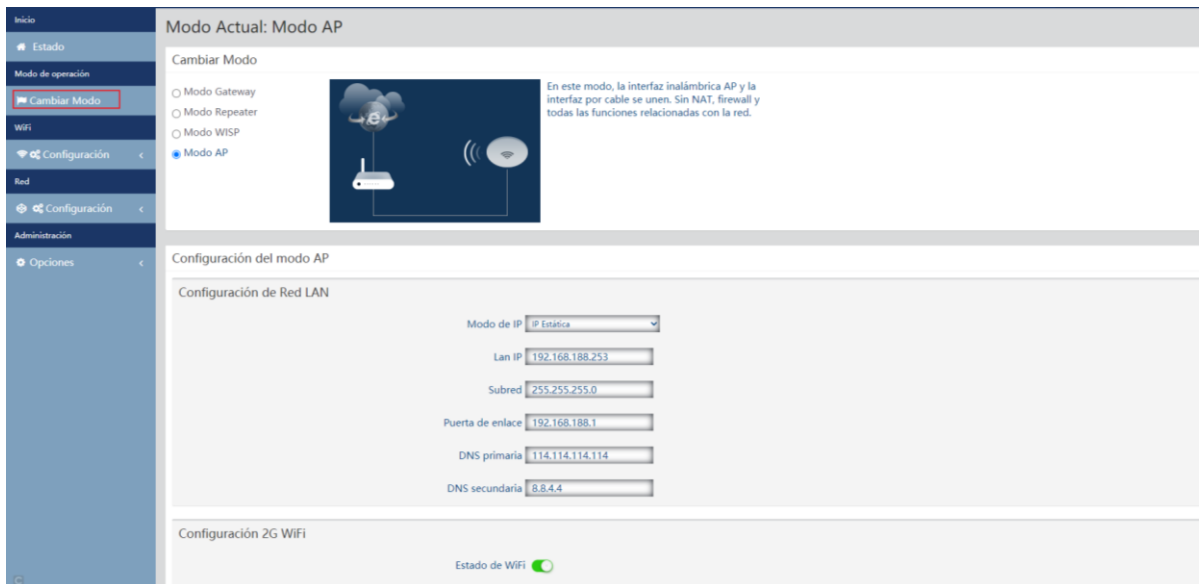 Inicio
Estado
Modo de operación
Cambiar Modo
WiFi
Configuración
Red
Configuración
Administración
Opciones
Modo Actual: Modo AP
Cambiar Modo
Modo Gateway
Modo Repeater
Modo WISP
Modo AP
En este modo, la interfaz inalámbrica AP y la
interfaz por cable se unen. Sin NAT, firewall y
todas las funciones relacionadas con la red.
Configuración del modo AP
Configuración de Red LAN
Modo de IP IP Estática
Lan IP 192.168.188.253
Subred 255.255.255.0
Puerta de enlace 192.168.188.1
DNS primaria 114.114.114.114
DNS secundaria 8.8.4.4
Configuración 2G WiFi
Estado de WiFi